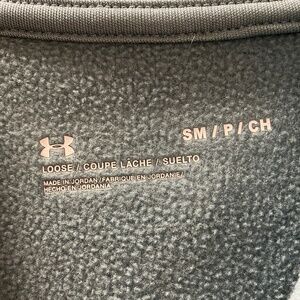 SM / P / CH
LOOSE / COUPE LÂCHE / SUELTO
MADE IN JORDAN / FABRIQUÉ EN JORDANIE /
HECHO EN JORDANIA